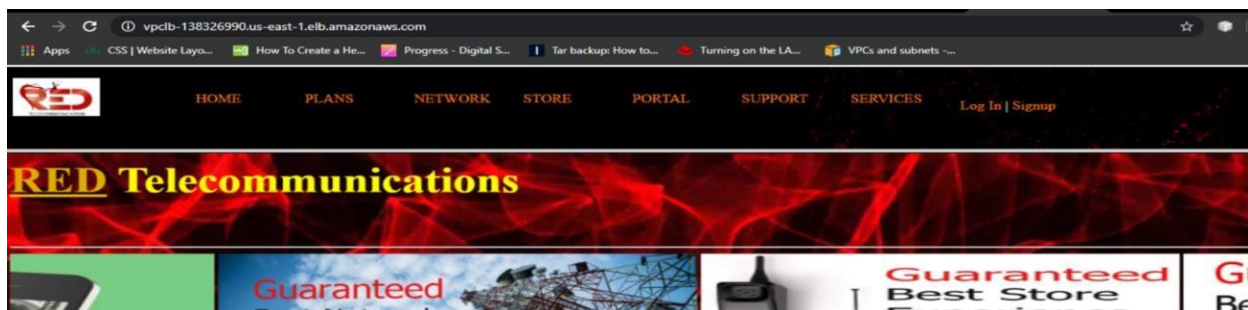 vpclb-138326990.us-east-1.elb.amazonaws.com
Apps CSS | Website Layo... How To Create a He... Progress - Digital S... Tar backup: How to... Turning on the LA... VPCs and subnets -...
RED
HOME PLANS NETWORK STORE PORTAL SUPPORT SERVICES Log In | Signup
RED Telecommunications
Guaranteed
Guaranteed
Best Store